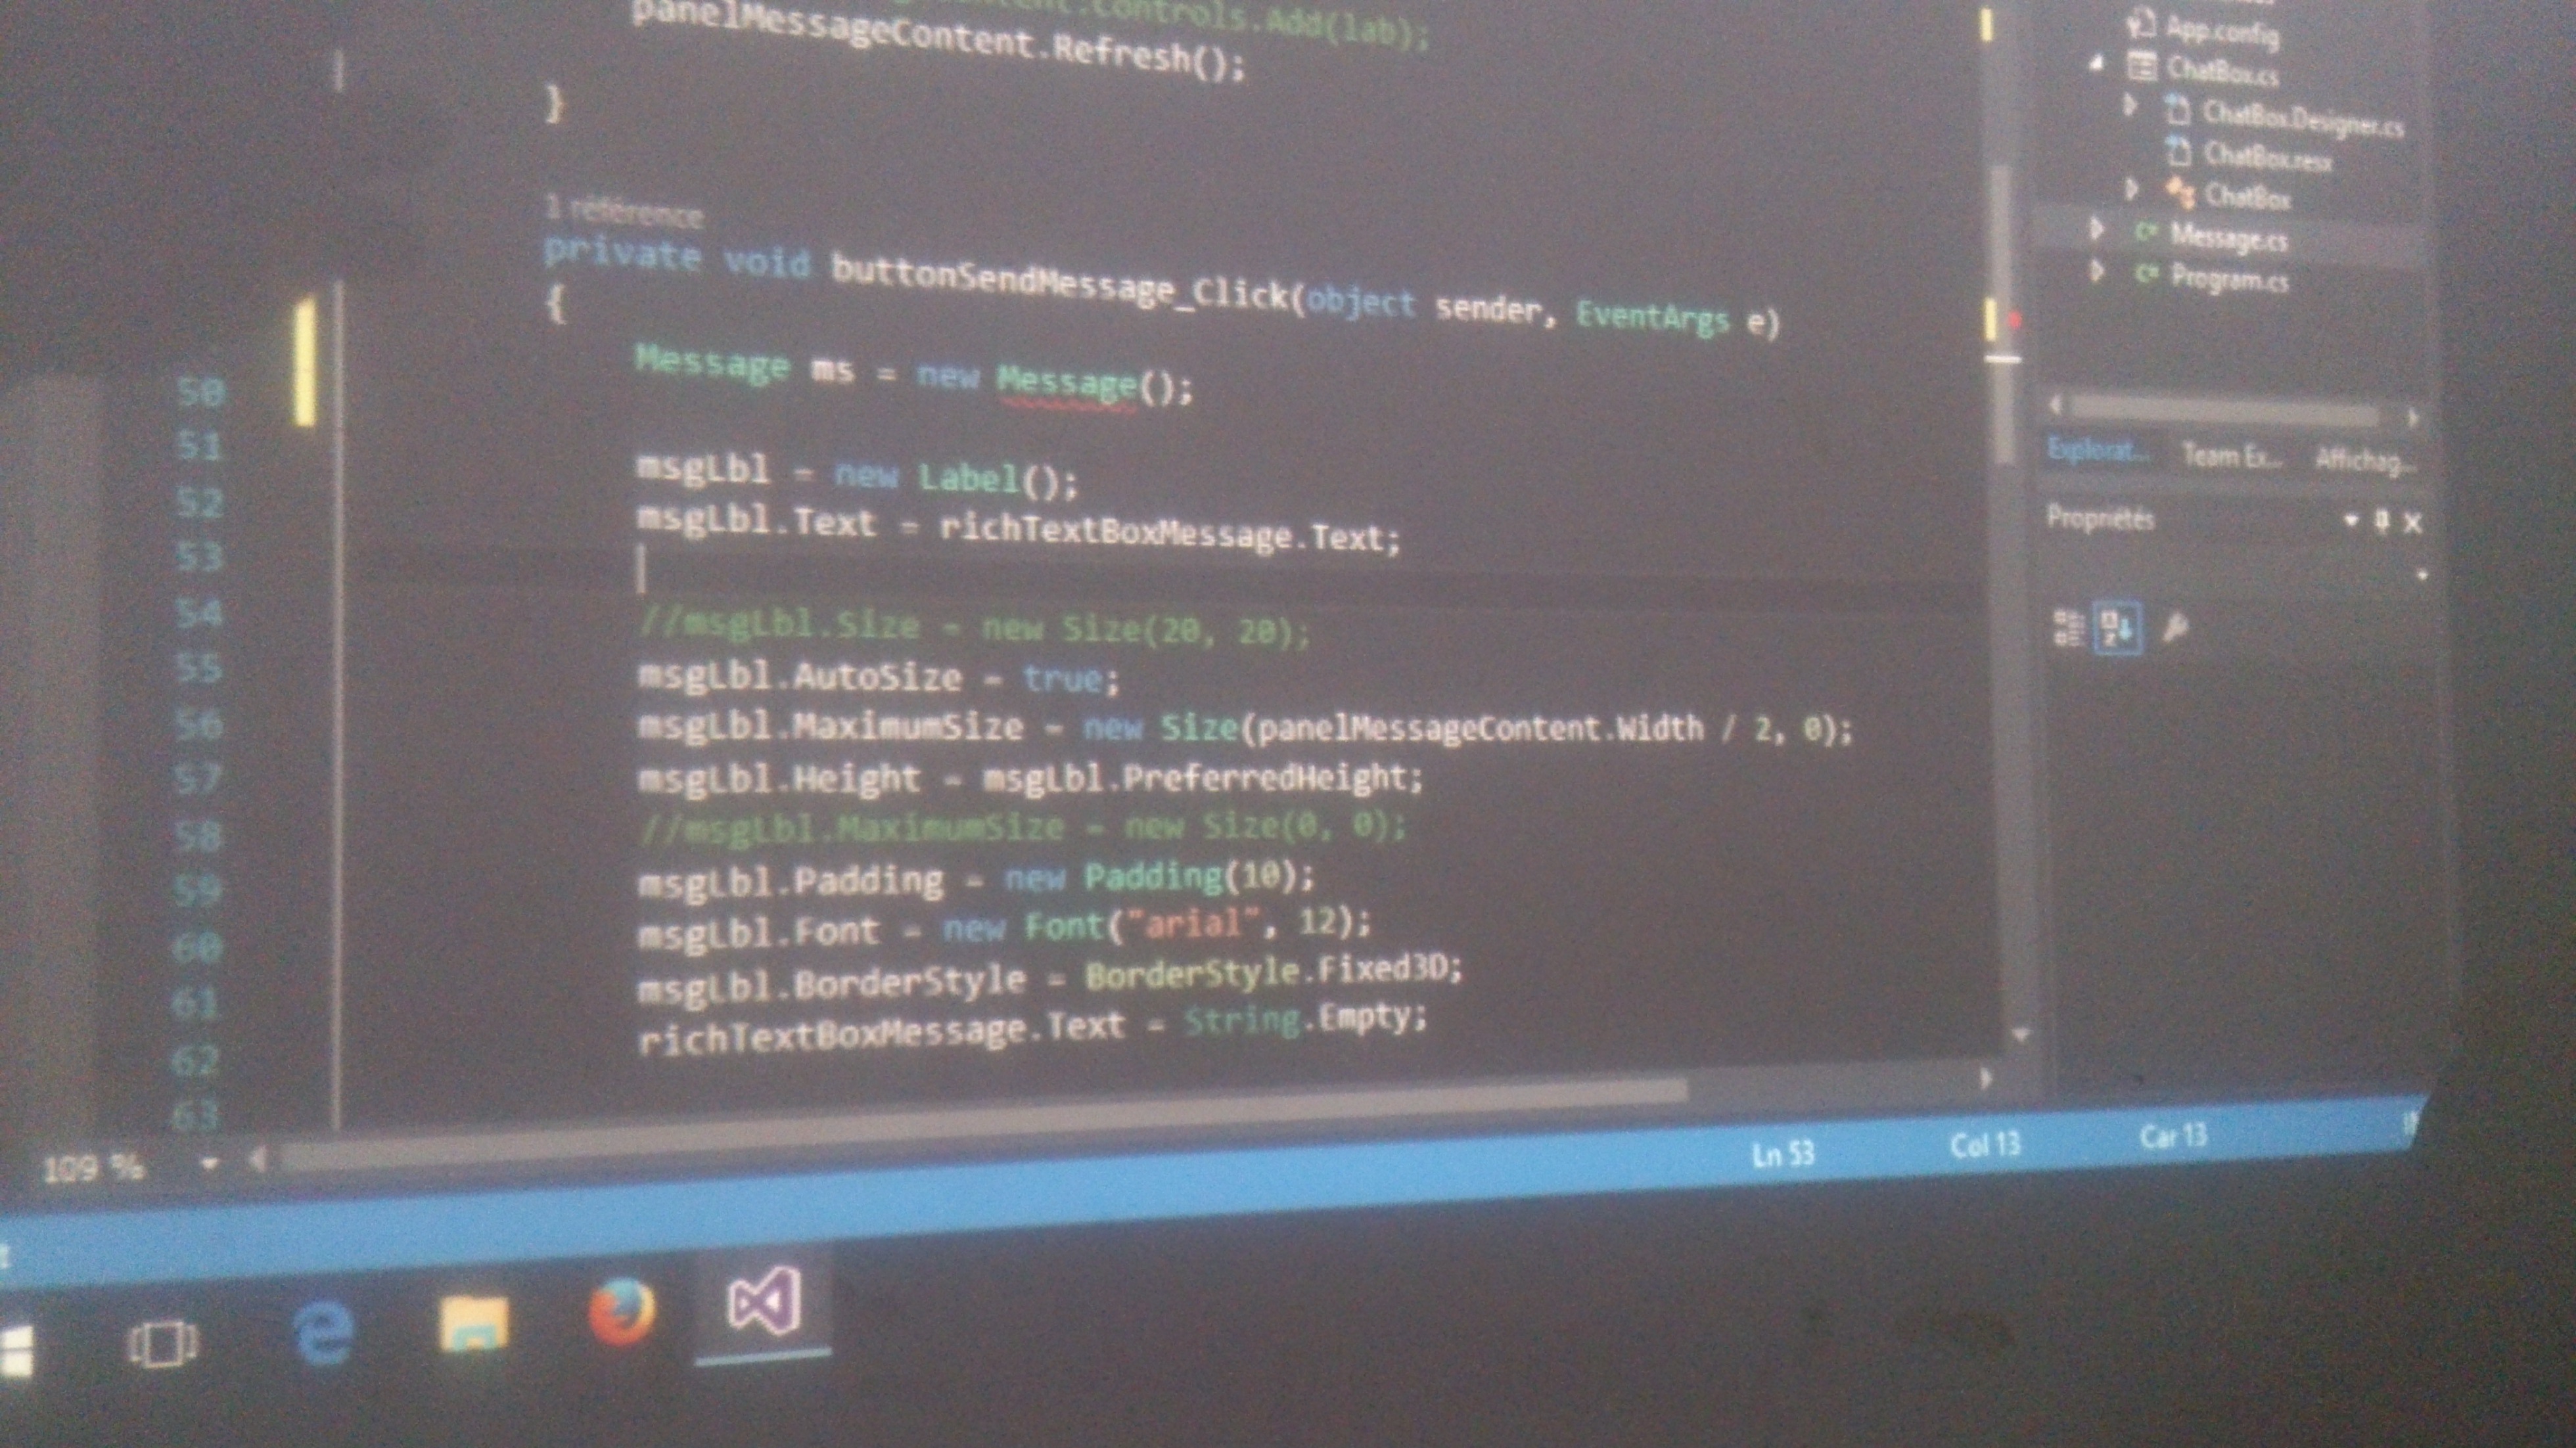 .Controls.Add(lab);
panelMessageContent.Refresh();
}
1 référence
private void buttonSendMessage_Click(object sender, EventArgs e)
{
50
Message ms = new Message();
51
52
msgLbl = new Label();
53
msgLbl.Text = richTextBoxMessage.Text;
54
//msgLbl.Size = new Size(20, 20);
55
msgLbl.AutoSize = true;
56
msgLbl.MaximumSize = new Size(panelMessageContent.Width / 2, 0);
57
msgLbl.Height = msgLbl.PreferredHeight;
58
//msgLbl.MaximumSize = new Size(0, 0);
59
msgLbl.Padding = new Padding(10);
60
msgLbl.Font = new Font("arial", 12);
61
msgLbl.BorderStyle = BorderStyle.Fixed3D;
62
richTextBoxMessage.Text = String.Empty;
63
109 %
Ln 53
Col 13
Car 13
App.config
ChatBox.cs
ChatBox.Designer.cs
ChatBox.resx
ChatBox
C# Message.cs
C# Program.cs
Explorat... Team Ex... Affichag...
Propriétés